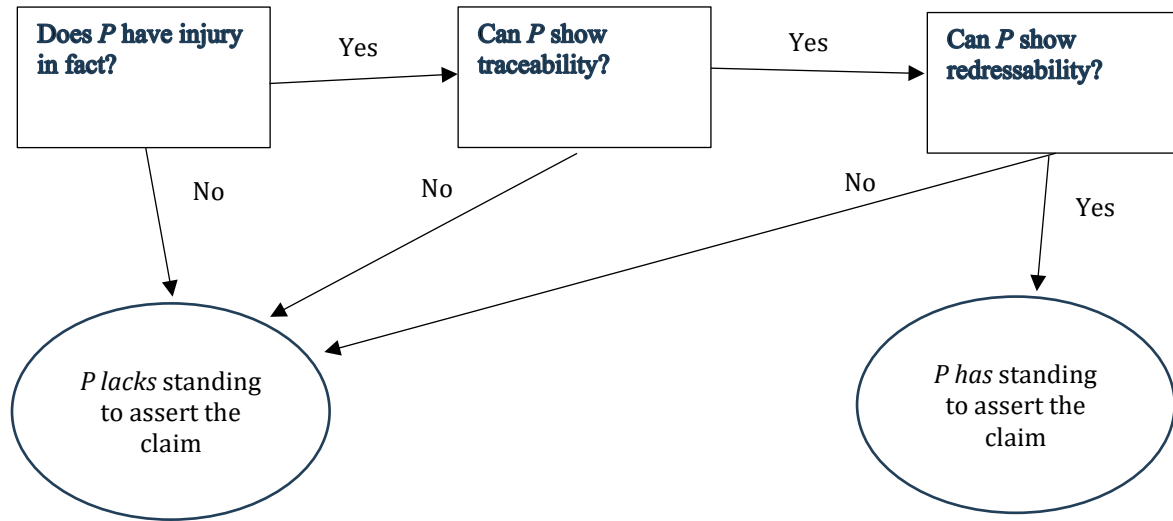 Does P have injury
in fact?
Yes
Can P show
traceability?
Yes
Can P show
redressability?
No
No
No
Yes
P lacks standing
to assert the
claim
P has standing
to assert the
claim